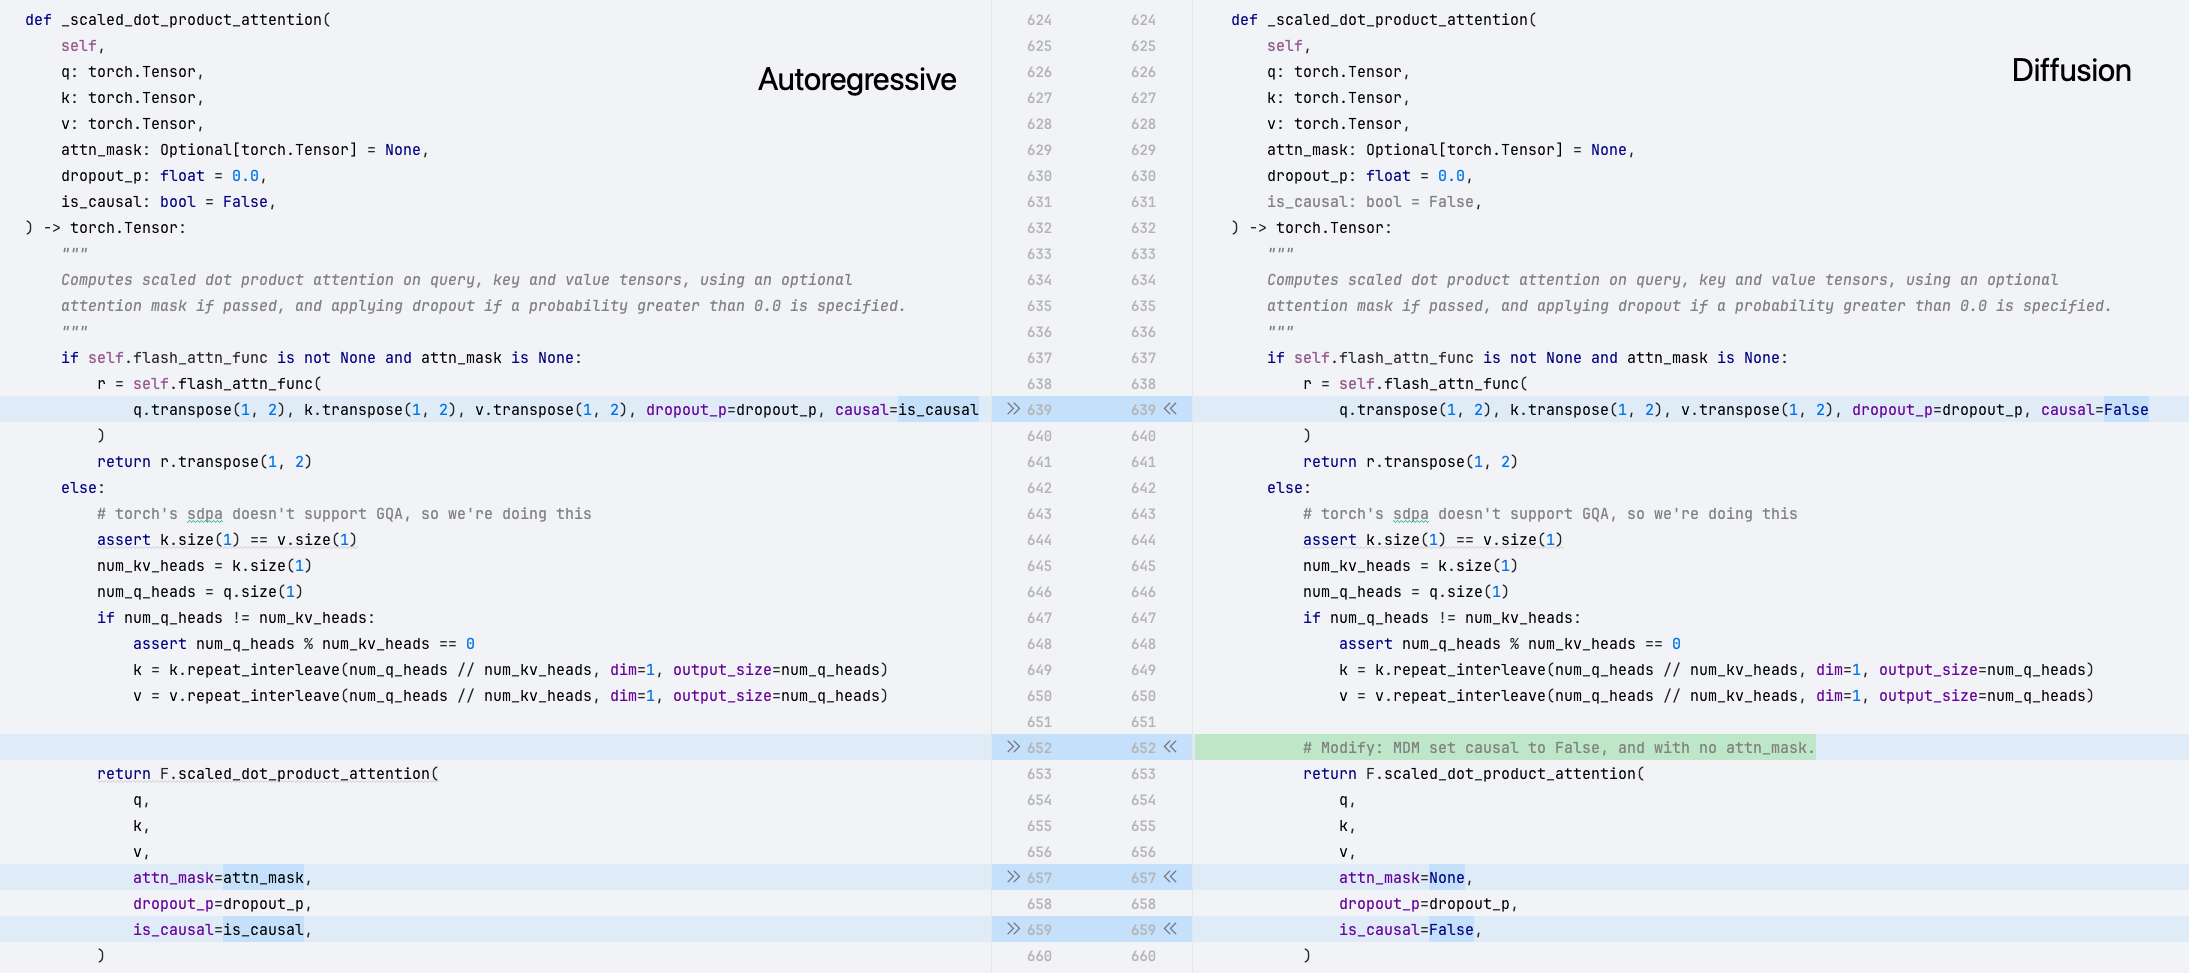 Autoregressive
def _scaled_dot_product_attention(
    self,
    q: torch.Tensor,
    k: torch.Tensor,
    v: torch.Tensor,
    attn_mask: Optional[torch.Tensor] = None,
    dropout_p: float = 0.0,
    is_causal: bool = False,
) -> torch.Tensor:
    """
    Computes scaled dot product attention on query, key and value tensors, using an optional
    attention mask if passed, and applying dropout if a probability greater than 0.0 is specified.
    """
    if self.flash_attn_func is not None and attn_mask is None:
        r = self.flash_attn_func(
            q.transpose(1, 2), k.transpose(1, 2), v.transpose(1, 2), dropout_p=dropout_p, causal=is_causal
        )
        return r.transpose(1, 2)
    else:
        # torch's sdpa doesn't support GQA, so we're doing this
        assert k.size(1) == v.size(1)
        num_kv_heads = k.size(1)
        num_q_heads = q.size(1)
        if num_q_heads != num_kv_heads:
            assert num_q_heads % num_kv_heads == 0
            k = k.repeat_interleave(num_q_heads // num_kv_heads, dim=1, output_size=num_q_heads)
            v = v.repeat_interleave(num_q_heads // num_kv_heads, dim=1, output_size=num_q_heads)
        return F.scaled_dot_product_attention(
            q,
            k,
            v,
            attn_mask=attn_mask,
            dropout_p=dropout_p,
            is_causal=is_causal,
        )
624 624
625 625
626 626
627 627
628 628
629 629
630 630
631 631
632 632
633 633
634 634
635 635
636 636
637 637
638 638
>> 639 639 <<
640 640
641 641
642 642
643 643
644 644
645 645
646 646
647 647
648 648
649 649
650 650
651 651
>> 652 652 <<
653 653
654 654
655 655
656 656
>> 657 657 <<
658 658
>> 659 659 <<
660 660
Diffusion
def _scaled_dot_product_attention(
    self,
    q: torch.Tensor,
    k: torch.Tensor,
    v: torch.Tensor,
    attn_mask: Optional[torch.Tensor] = None,
    dropout_p: float = 0.0,
    is_causal: bool = False,
) -> torch.Tensor:
    """
    Computes scaled dot product attention on query, key and value tensors, using an optional
    attention mask if passed, and applying dropout if a probability greater than 0.0 is specified.
    """
    if self.flash_attn_func is not None and attn_mask is None:
        r = self.flash_attn_func(
            q.transpose(1, 2), k.transpose(1, 2), v.transpose(1, 2), dropout_p=dropout_p, causal=False
        )
        return r.transpose(1, 2)
    else:
        # torch's sdpa doesn't support GQA, so we're doing this
        assert k.size(1) == v.size(1)
        num_kv_heads = k.size(1)
        num_q_heads = q.size(1)
        if num_q_heads != num_kv_heads:
            assert num_q_heads % num_kv_heads == 0
            k = k.repeat_interleave(num_q_heads // num_kv_heads, dim=1, output_size=num_q_heads)
            v = v.repeat_interleave(num_q_heads // num_kv_heads, dim=1, output_size=num_q_heads)
        # Modify: MDM set causal to False, and with no attn_mask.
        return F.scaled_dot_product_attention(
            q,
            k,
            v,
            attn_mask=None,
            dropout_p=dropout_p,
            is_causal=False,
        )